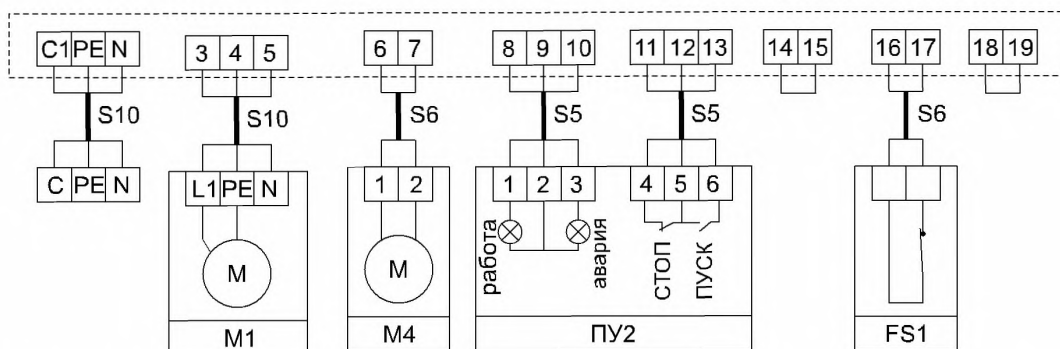 C1 PE N 3 4 5 6 7 8 9 10 11 12 13 14 15 16 17 18 19
S10 S10 S6 S5 S5 S6
C PE N L1 PE N 1 2 1 2 3 4 5 6
работа авария СТОП ПУСК
M M
M1 M4 ПУ2 FS1